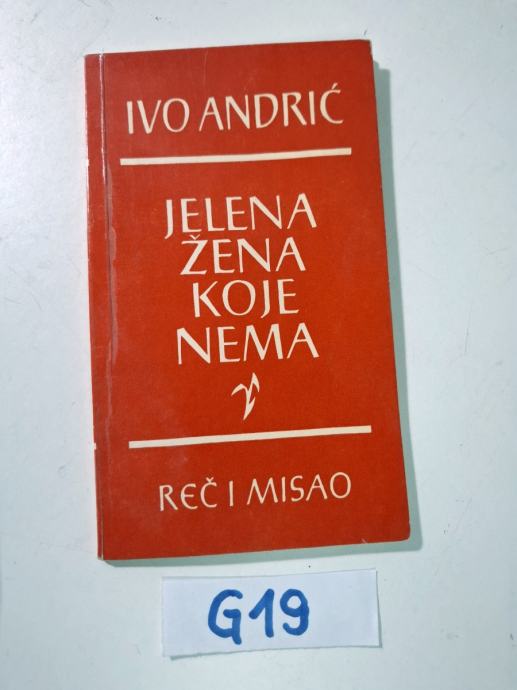 IVO ANDRIĆ
JELENA
ŽENA
KOJE
NEMA
REČ I MISAO
G19